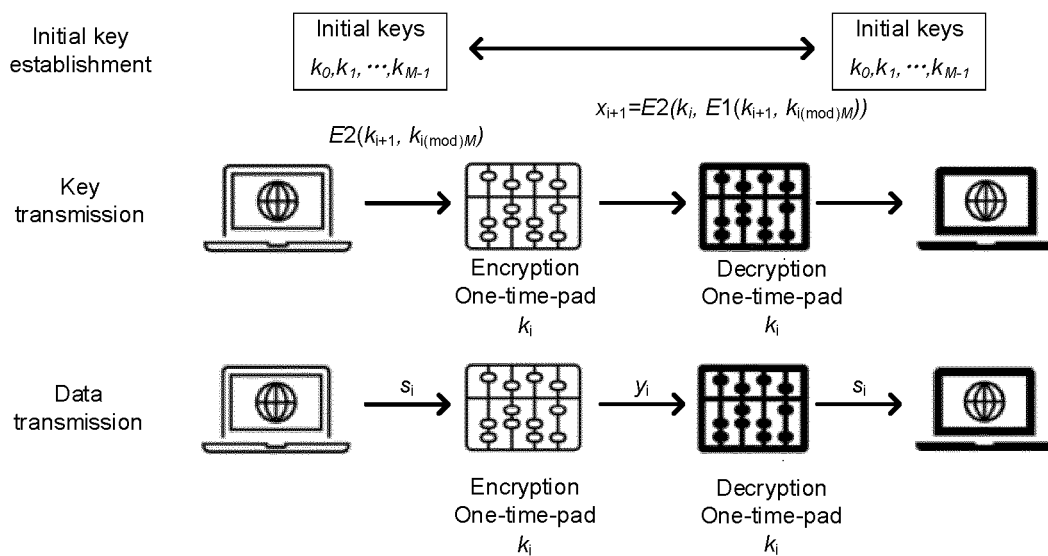 Initial key
establishment
Initial keys
k0,k1, ···,kM-1
Initial keys
k0,k1, ···,kM-1
xi+1=E2(ki, E1(ki+1, ki(mod)M))
E2(ki+1, ki(mod)M)
Key
transmission
Encryption
One-time-pad
ki
Decryption
One-time-pad
ki
Data
transmission
si
yi
si
Encryption
One-time-pad
ki
Decryption
One-time-pad
ki